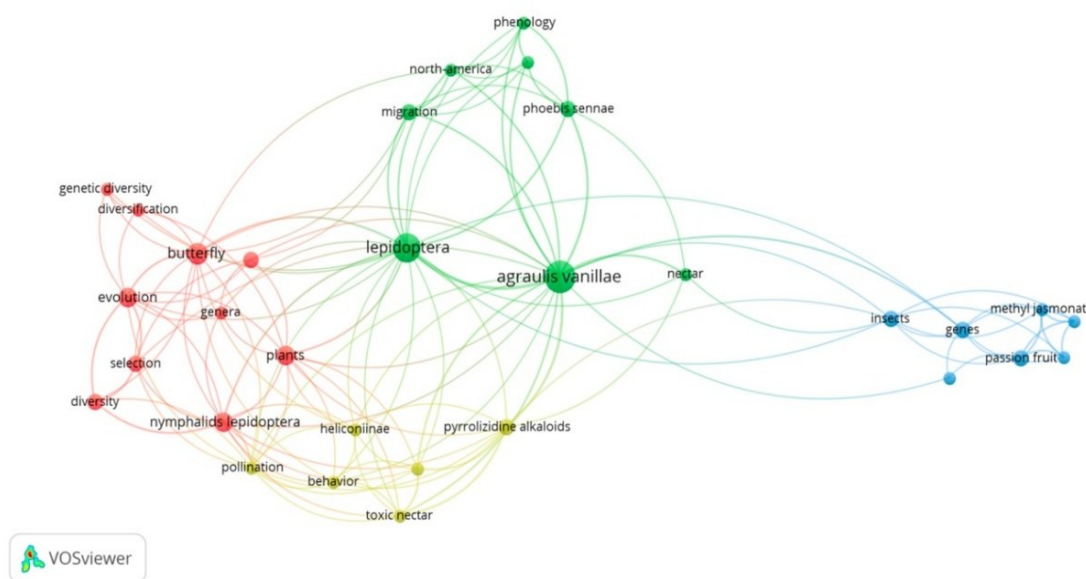 phenology
north-america
migration
phoebis sennae
genetic diversity
diversification
butterfly
lepidoptera
agraulis vanillae
nectar
evolution
genera
insects
genes
methyl jasmonat
passion fruit
selection
plants
diversity
nymphalids lepidoptera
heliconiinae
pyrrolizidine alkaloids
pollination
behavior
toxic nectar
VOSviewer